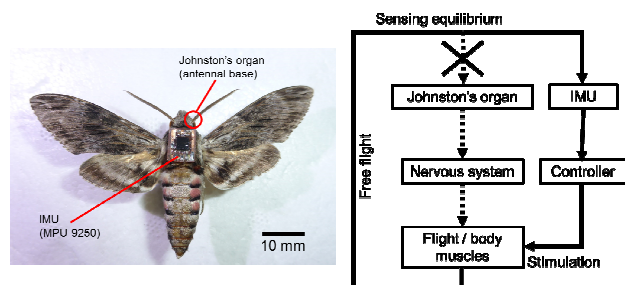 Johnston's organ
(antennal base)
IMU
(MPU 9250)
10 mm
Sensing equilibrium
Johnston's organ
IMU
Free flight
Nervous system
Controller
Flight / body
muscles
Stimulation